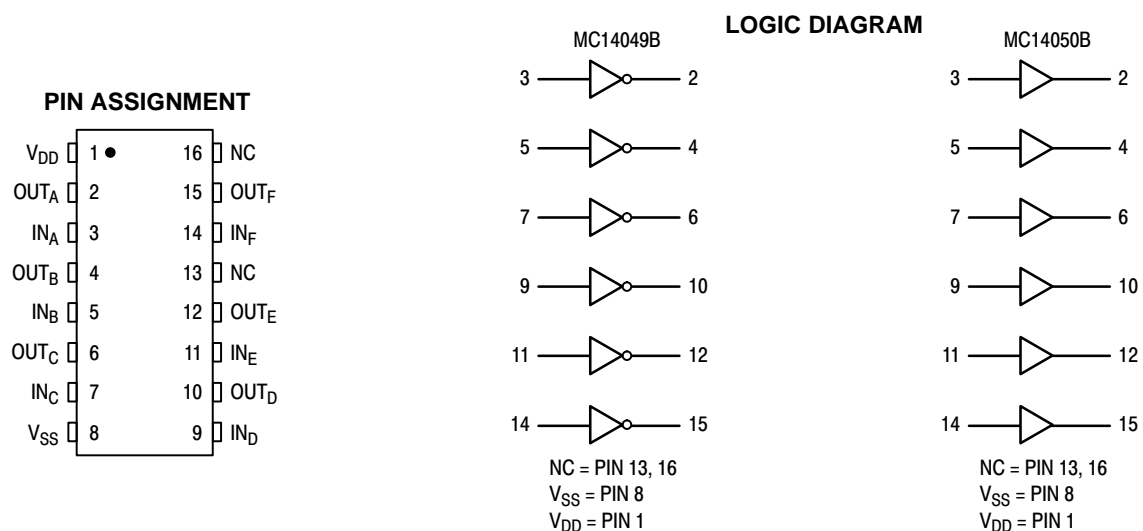 LOGIC DIAGRAM
PIN ASSIGNMENT
VDD 1 16 NC
OUTA 2 15 OUTF
INA 3 14 INF
OUTB 4 13 NC
INB 5 12 OUTE
OUTC 6 11 INE
INC 7 10 OUTD
VSS 8 9 IND
MC14049B
3 2
5 4
7 6
9 10
11 12
14 15
NC = PIN 13, 16
VSS = PIN 8
VDD = PIN 1
MC14050B
3 2
5 4
7 6
9 10
11 12
14 15
NC = PIN 13, 16
VSS = PIN 8
VDD = PIN 1